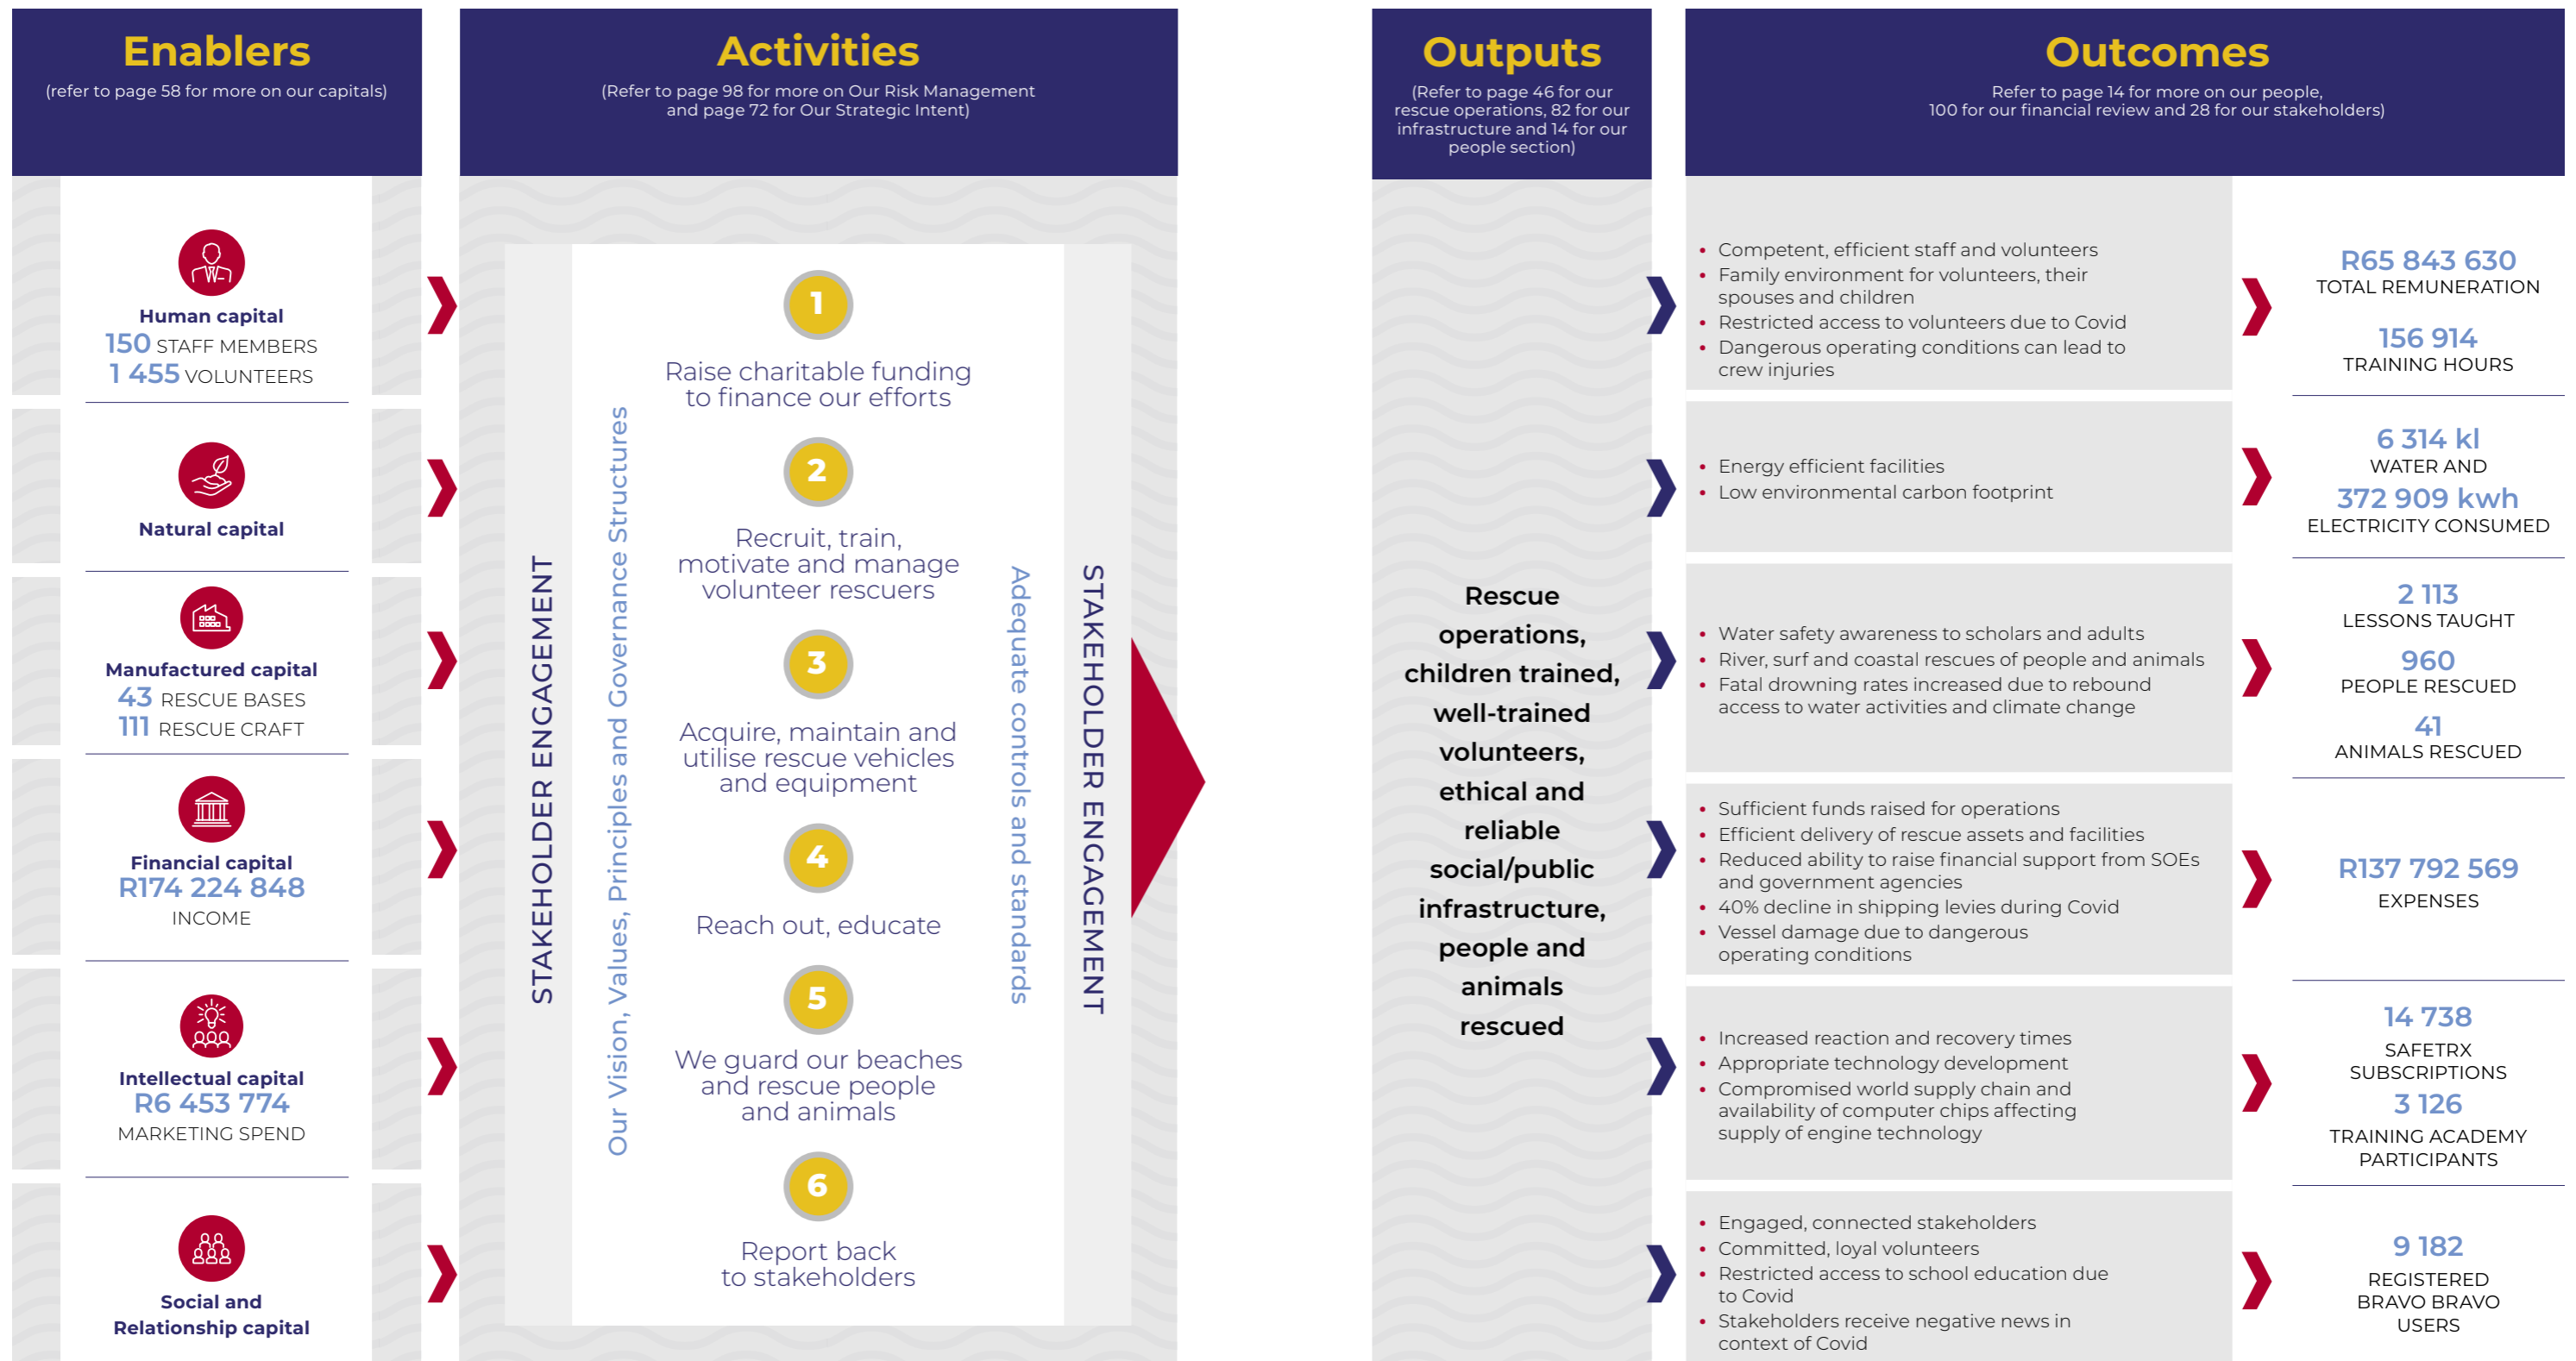 Enablers
(refer to page 58 for more on our capitals)
Human capital
150 STAFF MEMBERS
1 455 VOLUNTEERS
Natural capital
Manufactured capital
43 RESCUE BASES
111 RESCUE CRAFT
Financial capital
R174 224 848
INCOME
Intellectual capital
R6 453 774
MARKETING SPEND
Social and
Relationship capital
Activities
(Refer to page 98 for more on Our Risk Management
and page 72 for Our Strategic Intent)
STAKEHOLDER ENGAGEMENT
Our Vision, Values, Principles and Governance Structures
1
Raise charitable funding
to finance our efforts
2
Recruit, train,
motivate and manage
volunteer rescuers
3
Acquire, maintain and
utilise rescue vehicles
and equipment
4
Reach out, educate
5
We guard our beaches
and rescue people
and animals
6
Report back
to stakeholders
Adequate controls and standards
STAKEHOLDER ENGAGEMENT
Outputs
(Refer to page 46 for our
rescue operations, 82 for our
infrastructure and 14 for our
people section)
Rescue
operations,
children trained,
well-trained
volunteers,
ethical and
reliable
social/public
infrastructure,
people and
animals
rescued
Outcomes
Refer to page 14 for more on our people,
100 for our financial review and 28 for our stakeholders)
• Competent, efficient staff and volunteers
• Family environment for volunteers, their
spouses and children
• Restricted access to volunteers due to Covid
• Dangerous operating conditions can lead to
crew injuries
R65 843 630
TOTAL REMUNERATION
156 914
TRAINING HOURS
• Energy efficient facilities
• Low environmental carbon footprint
6 314 kl
WATER AND
372 909 kwh
ELECTRICITY CONSUMED
• Water safety awareness to scholars and adults
• River, surf and coastal rescues of people and animals
• Fatal drowning rates increased due to rebound
access to water activities and climate change
2 113
LESSONS TAUGHT
960
PEOPLE RESCUED
41
ANIMALS RESCUED
• Sufficient funds raised for operations
• Efficient delivery of rescue assets and facilities
• Reduced ability to raise financial support from SOEs
and government agencies
• 40% decline in shipping levies during Covid
• Vessel damage due to dangerous
operating conditions
R137 792 569
EXPENSES
• Increased reaction and recovery times
• Appropriate technology development
• Compromised world supply chain and
availability of computer chips affecting
supply of engine technology
14 738
SAFETRX
SUBSCRIPTIONS
3 126
TRAINING ACADEMY
PARTICIPANTS
• Engaged, connected stakeholders
• Committed, loyal volunteers
• Restricted access to school education due
to Covid
• Stakeholders receive negative news in
context of Covid
9 182
REGISTERED
BRAVO BRAVO
USERS